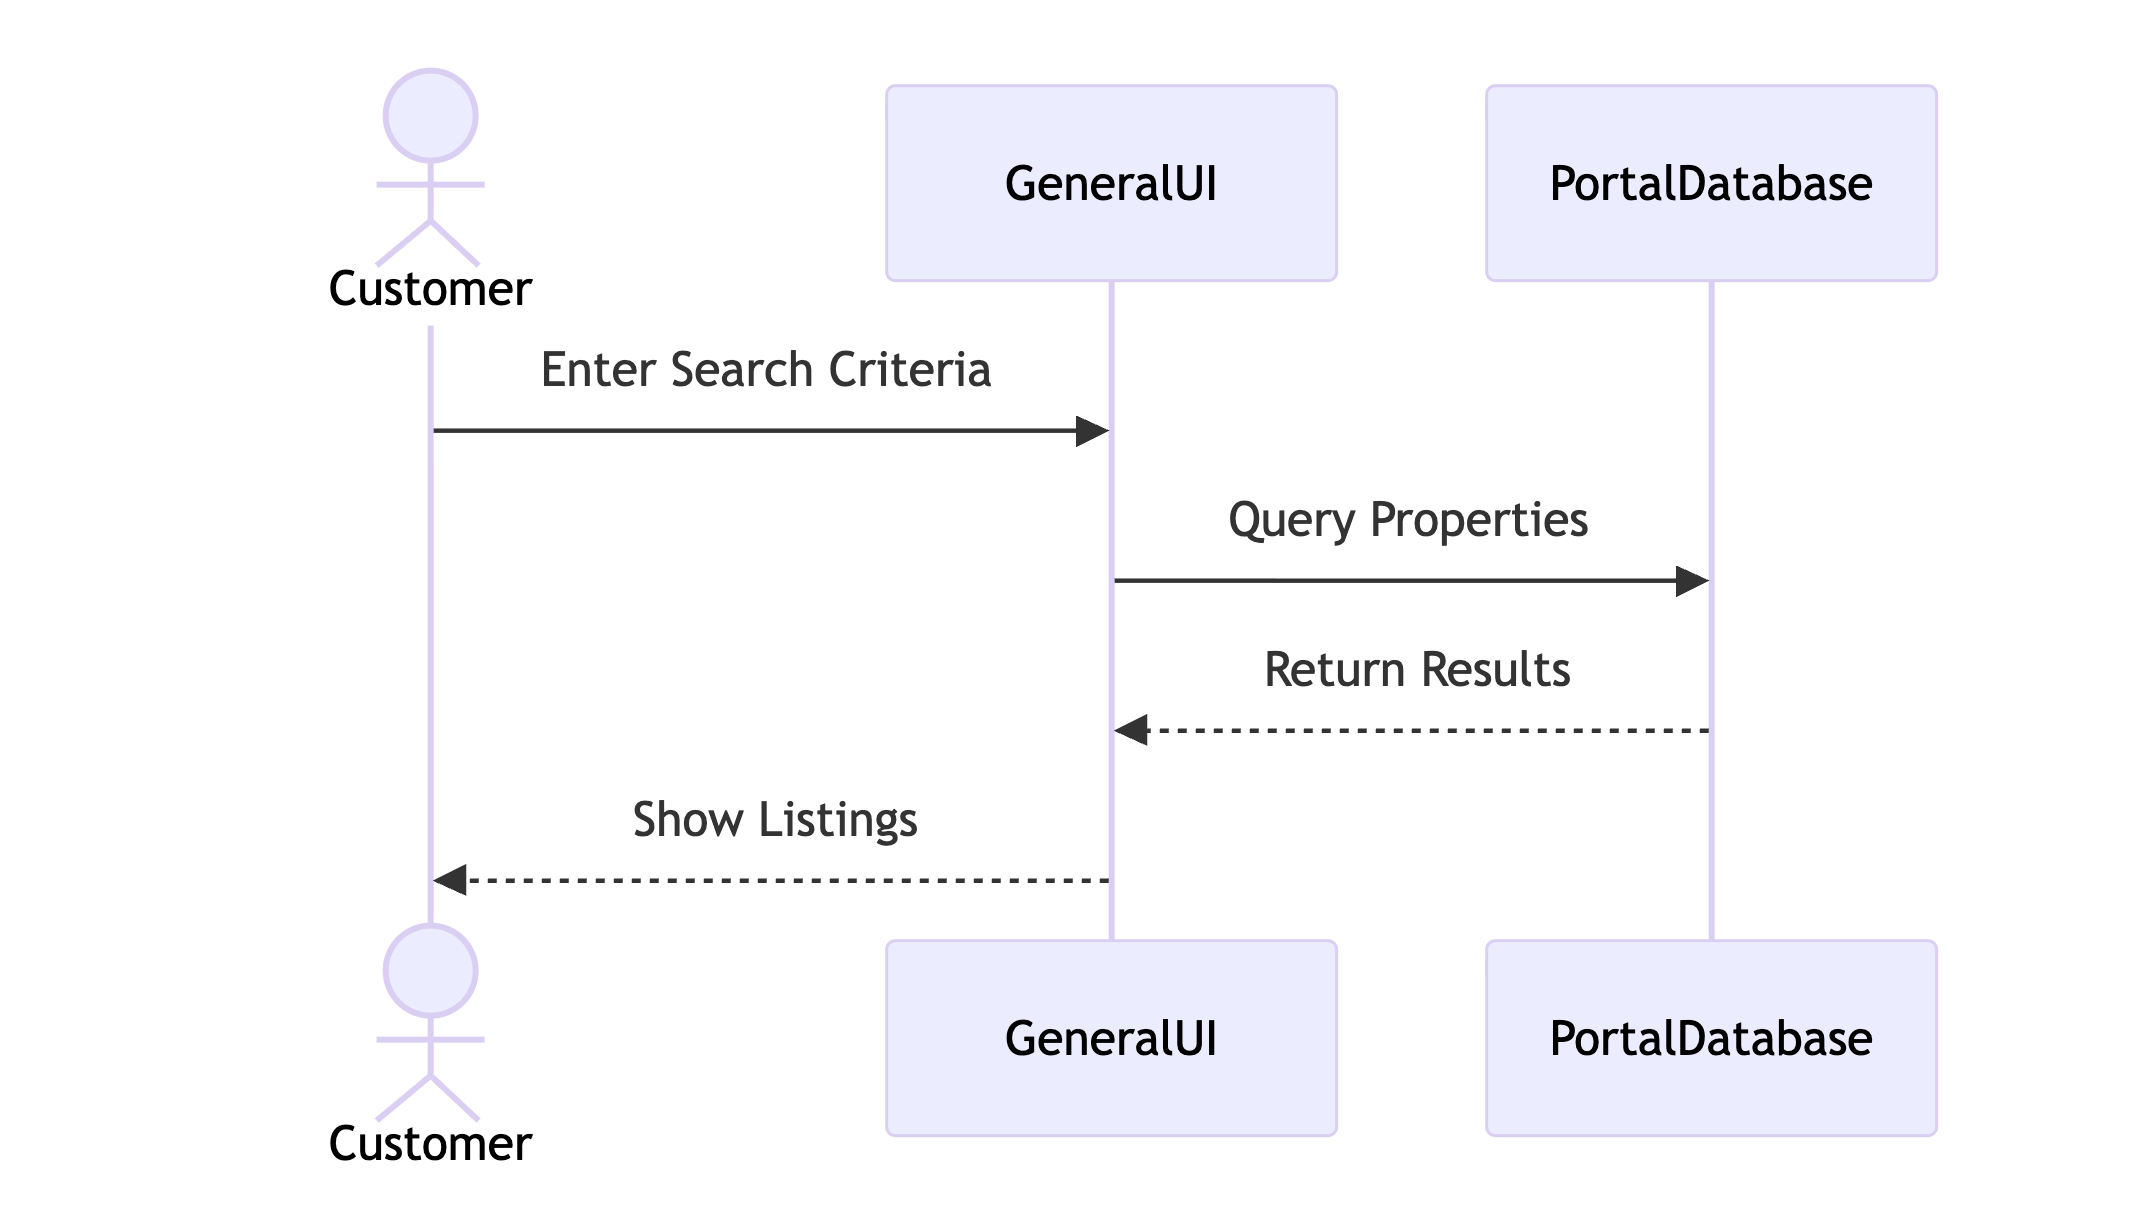 GeneralUI
PortalDatabase
Customer
Enter Search Criteria
Query Properties
Return Results
Show Listings
GeneralUI
PortalDatabase
Customer